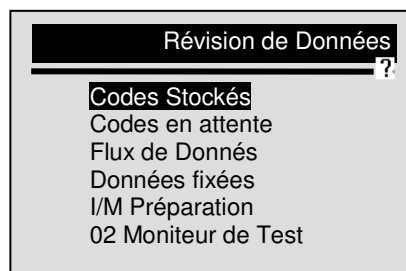 Révision de Données
?
Codes Stockés
Codes en attente
Flux de Donnés
Données fixées
I/M Préparation
02 Moniteur de Test